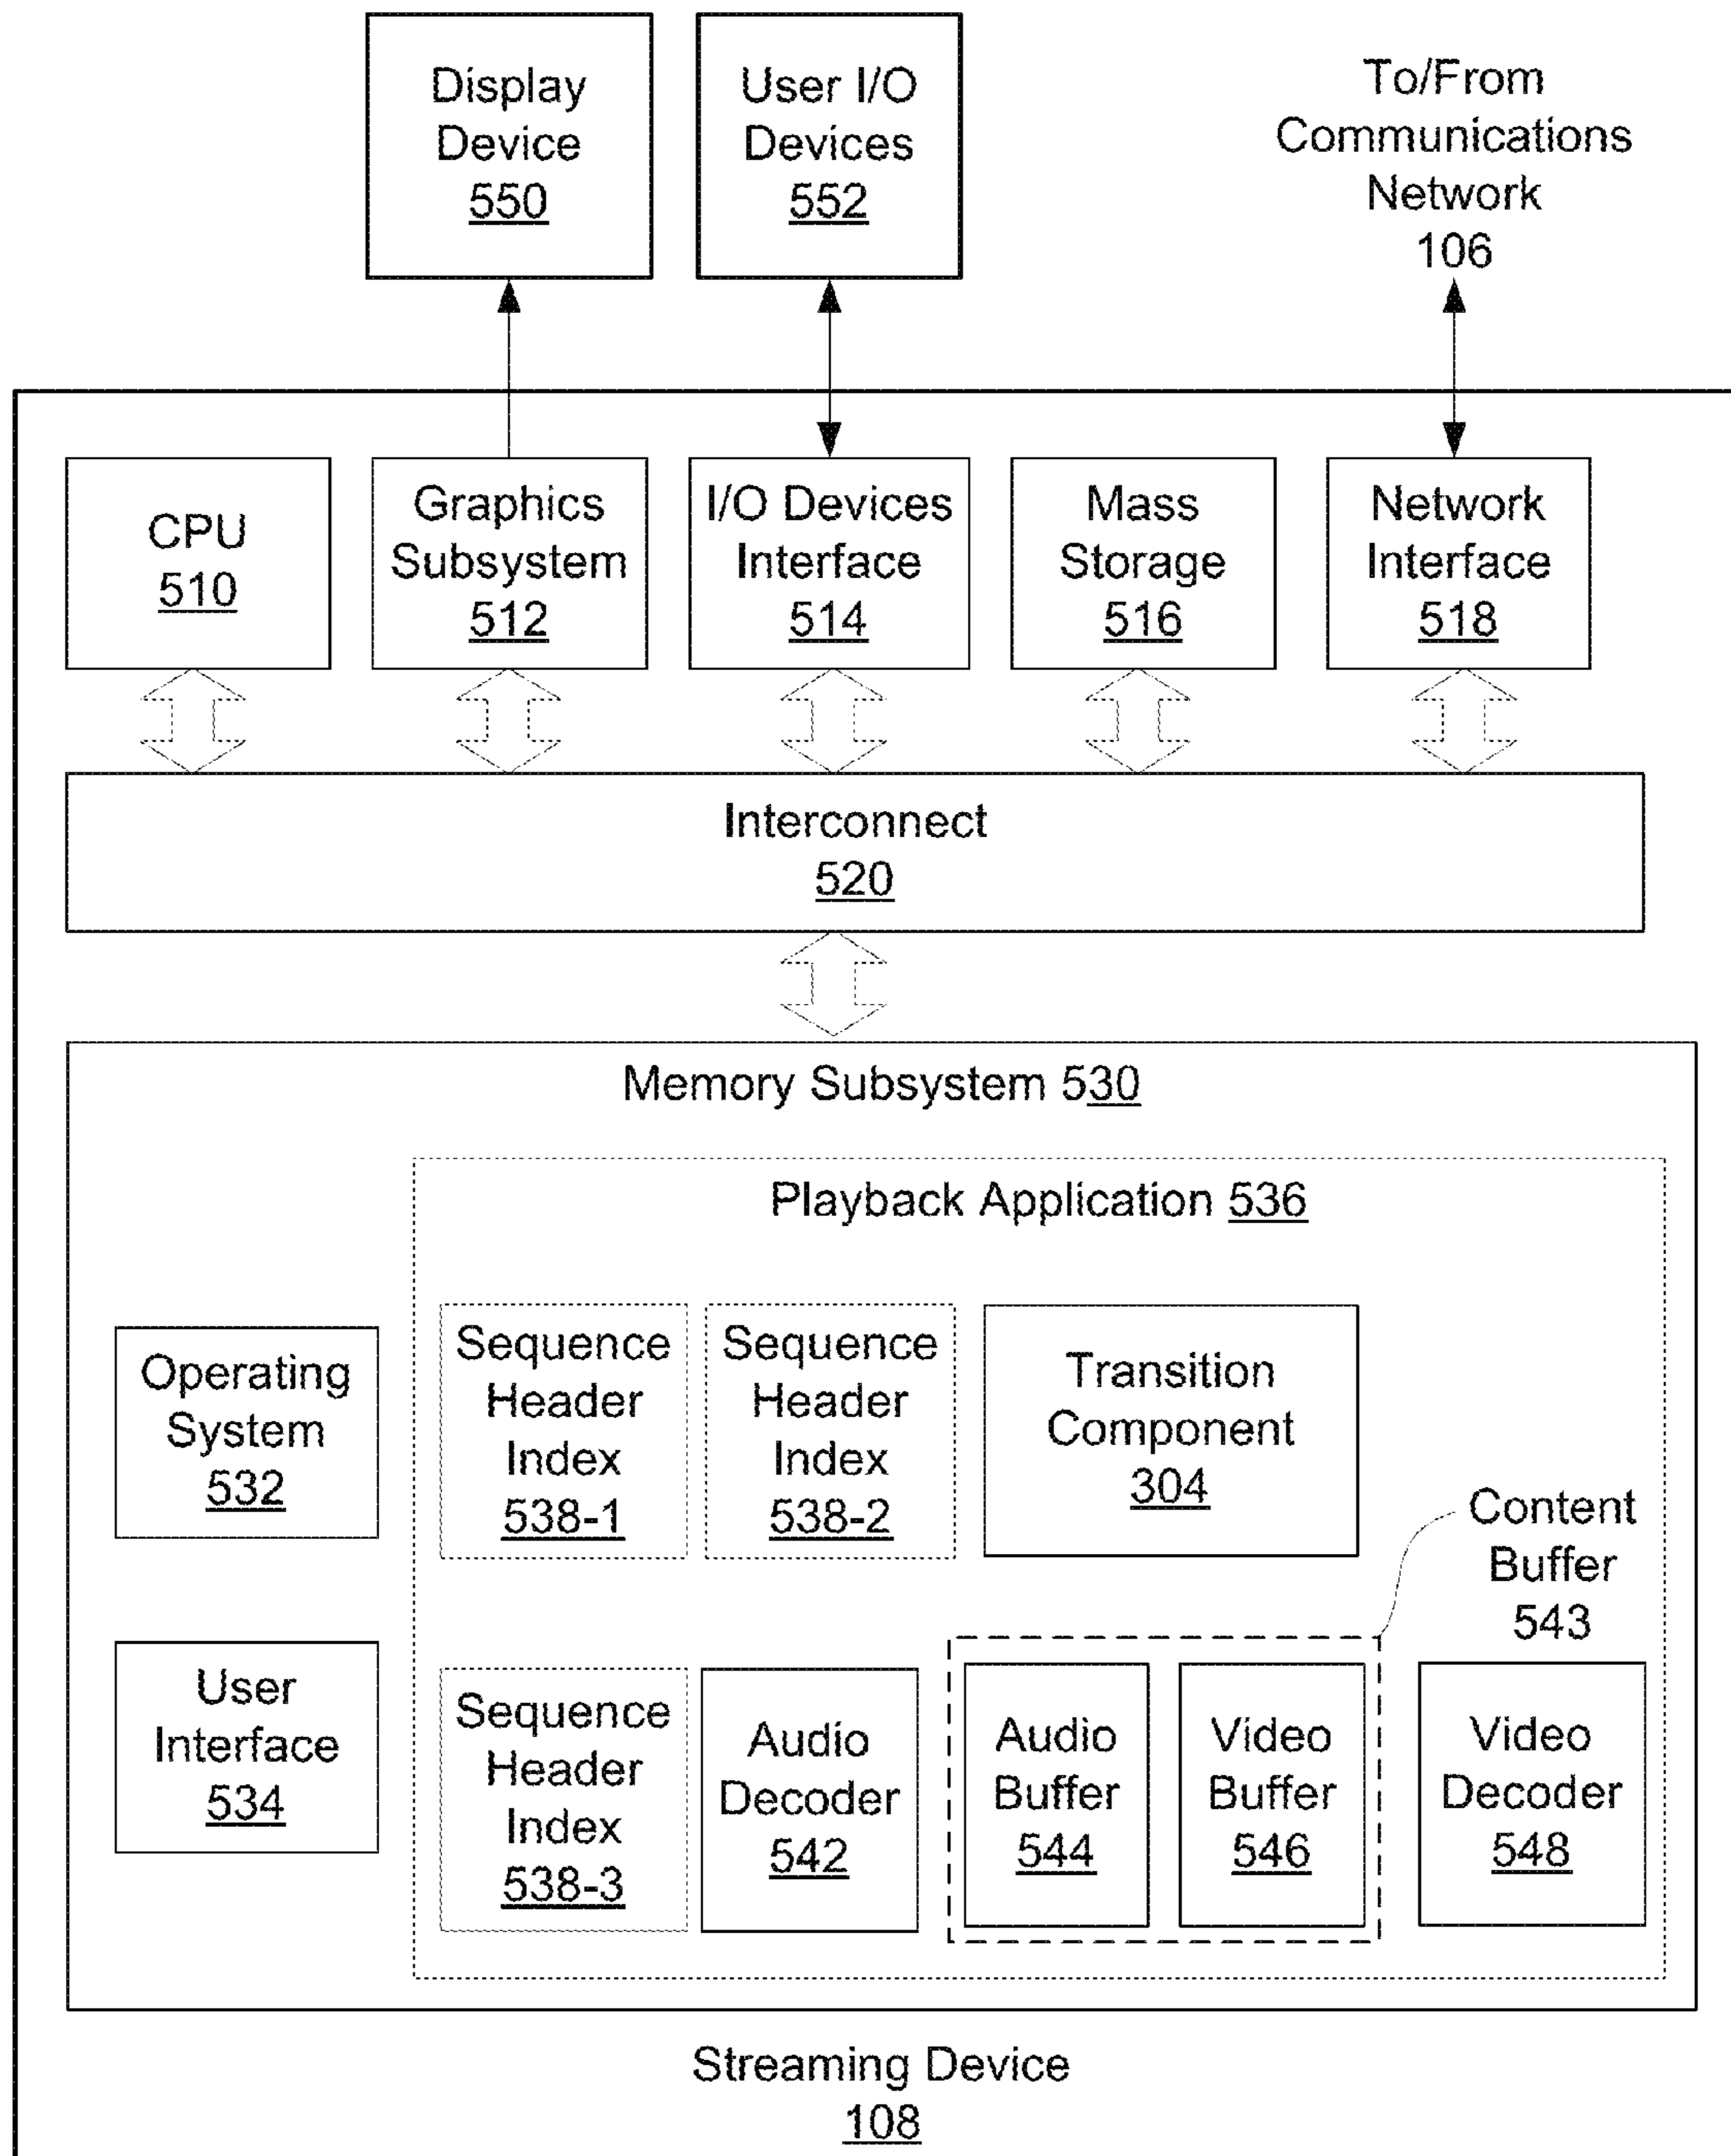 Display
Device
550
User I/O
Devices
552
To/From
Communications
Network
106
CPU
510
Graphics
Subsystem
512
I/O Devices
Interface
514
Mass
Storage
516
Network
Interface
518
Interconnect
520
Memory Subsystem 530
Playback Application 536
Operating
System
532
Sequence
Header
Index
538-1
Sequence
Header
Index
538-2
Transition
Component
304
Content
Buffer
543
User
Interface
534
Sequence
Header
Index
538-3
Audio
Decoder
542
Audio
Buffer
544
Video
Buffer
546
Video
Decoder
548
Streaming Device
108